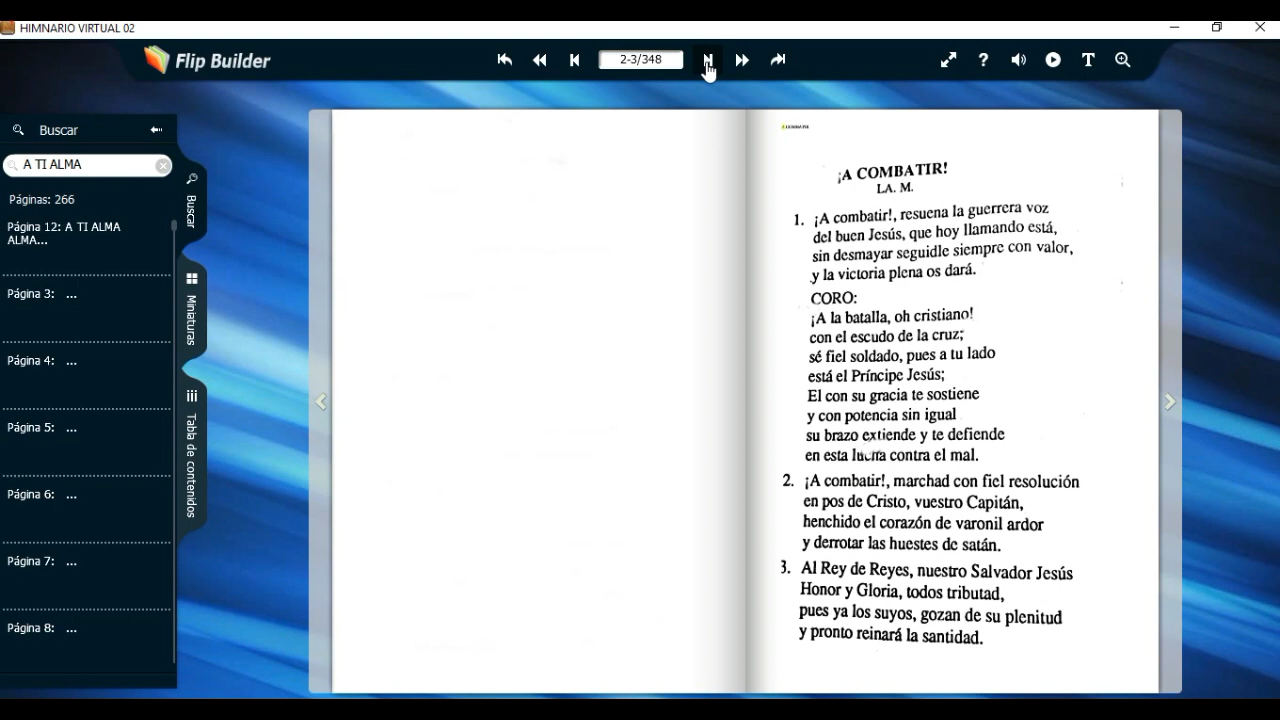 HIMNARIO VIRTUAL 02
Flip Builder
2-3/348
Buscar
A TI ALMA
Páginas: 266
Página 12: A TI ALMA
ALMA...
Página 3: ...
Página 4: ...
Página 5: ...
Página 6: ...
Página 7: ...
Página 8: ...
Buscar
Miniaturas
Tabla de contenidos
¡A COMBATIR!
LA. M.
1. ¡A combatir!, resuena la guerrera voz
del buen Jesús, que hoy llamando está,
sin desmayar seguidle siempre con valor,
y la victoria plena os dará.
CORO:
¡A la batalla, oh cristiano!
con el escudo de la cruz;
sé fiel soldado, pues a tu lado
está el Príncipe Jesús;
El con su gracia te sostiene
y con potencia sin igual
su brazo extiende y te defiende
en esta lucha contra el mal.
2. ¡A combatir!, marchad con fiel resolución
en pos de Cristo, vuestro Capitán,
henchido el corazón de varonil ardor
y derrotar las huestes de satán.
3. Al Rey de Reyes, nuestro Salvador Jesús
Honor y Gloria, todos tributad,
pues ya los suyos, gozan de su plenitud
y pronto reinará la santidad.